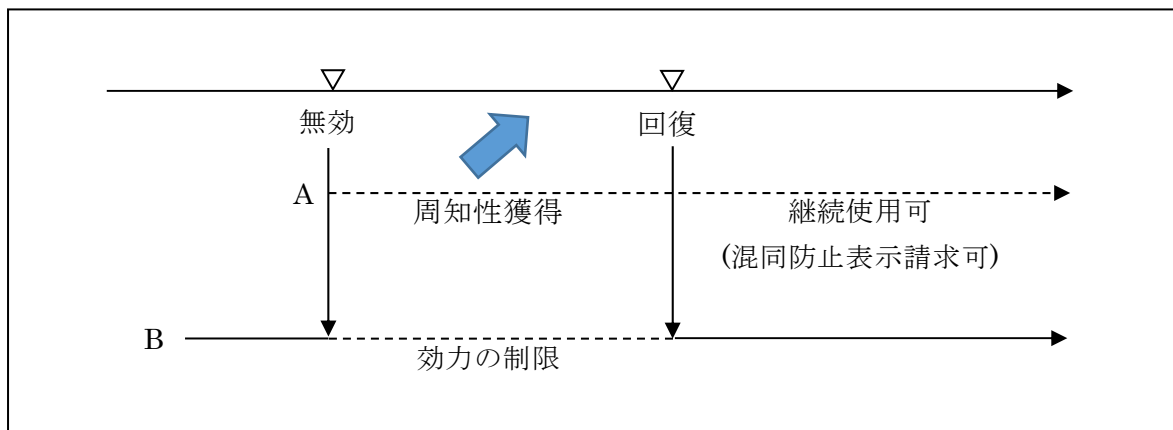 無効
回復
A
周知性獲得
継続使用可
(混同防止表示請求可)
B
効力の制限